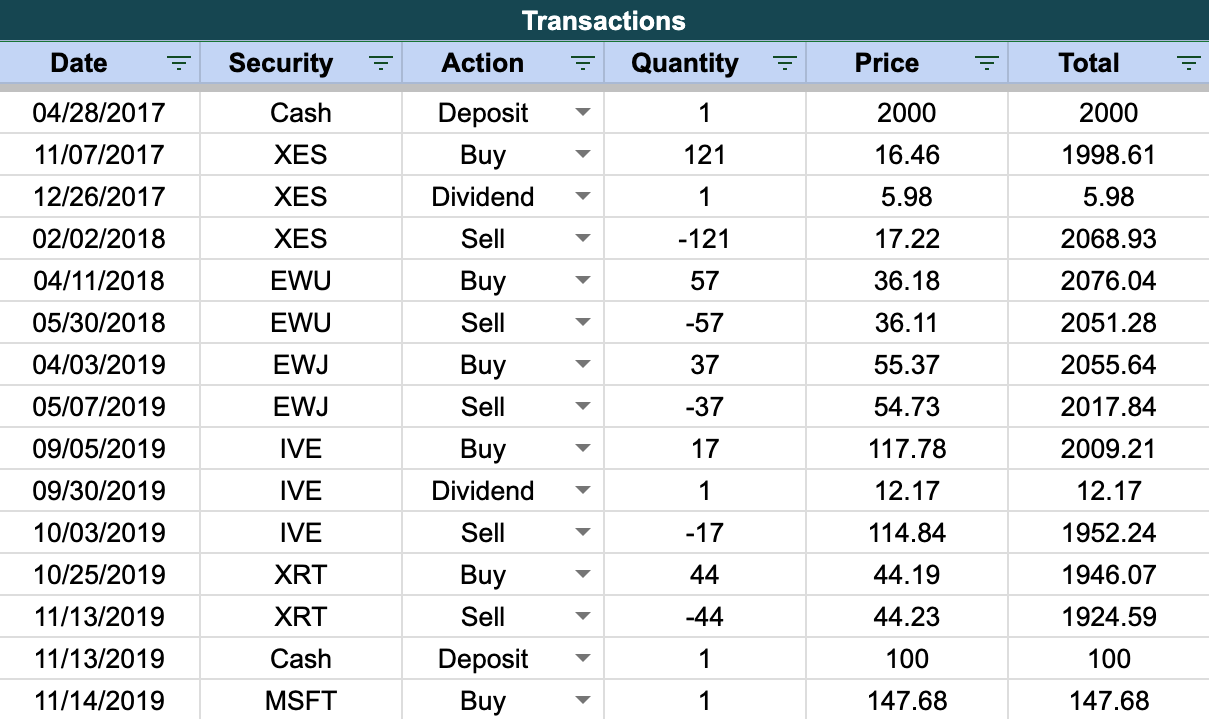 Transactions
Date Security Action Quantity Price Total
04/28/2017 Cash Deposit 1 2000 2000
11/07/2017 XES Buy 121 16.46 1998.61
12/26/2017 XES Dividend 1 5.98 5.98
02/02/2018 XES Sell -121 17.22 2068.93
04/11/2018 EWU Buy 57 36.18 2076.04
05/30/2018 EWU Sell -57 36.11 2051.28
04/03/2019 EWJ Buy 37 55.37 2055.64
05/07/2019 EWJ Sell -37 54.73 2017.84
09/05/2019 IVE Buy 17 117.78 2009.21
09/30/2019 IVE Dividend 1 12.17 12.17
10/03/2019 IVE Sell -17 114.84 1952.24
10/25/2019 XRT Buy 44 44.19 1946.07
11/13/2019 XRT Sell -44 44.23 1924.59
11/13/2019 Cash Deposit 1 100 100
11/14/2019 MSFT Buy 1 147.68 147.68